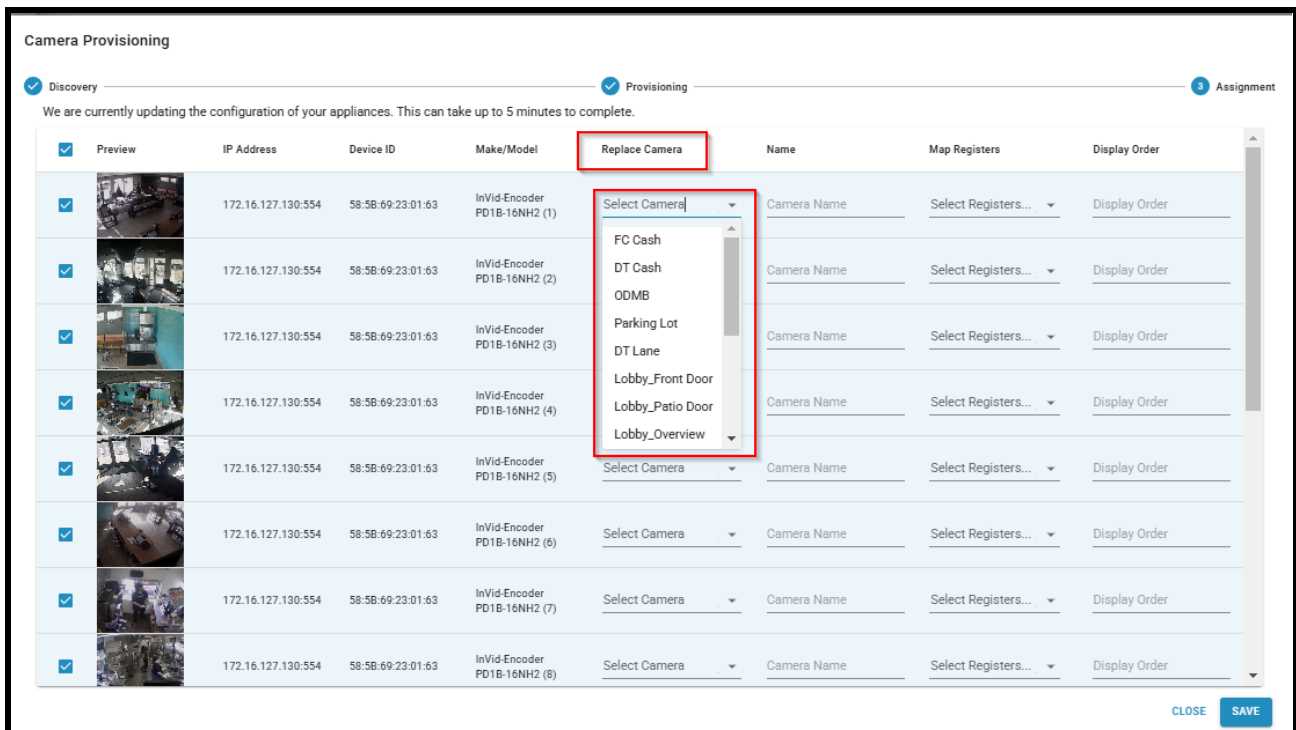 Camera Provisioning
Discovery Provisioning 3 Assignment
We are currently updating the configuration of your appliances. This can take up to 5 minutes to complete.
Preview IP Address Device ID Make/Model Replace Camera Name Map Registers Display Order
172.16.127.130:554 58:5B:69:23:01:63 InVid-Encoder PD1B-16NH2 (1) Select Camera Camera Name Select Registers... Display Order
FC Cash
DT Cash
ODMB
Parking Lot
DT Lane
Lobby_Front Door
Lobby_Patio Door
Lobby_Overview
172.16.127.130:554 58:5B:69:23:01:63 InVid-Encoder PD1B-16NH2 (2) Camera Name Select Registers... Display Order
172.16.127.130:554 58:5B:69:23:01:63 InVid-Encoder PD1B-16NH2 (3) Camera Name Select Registers... Display Order
172.16.127.130:554 58:5B:69:23:01:63 InVid-Encoder PD1B-16NH2 (4) Camera Name Select Registers... Display Order
172.16.127.130:554 58:5B:69:23:01:63 InVid-Encoder PD1B-16NH2 (5) Select Camera Camera Name Select Registers... Display Order
172.16.127.130:554 58:5B:69:23:01:63 InVid-Encoder PD1B-16NH2 (6) Select Camera Camera Name Select Registers... Display Order
172.16.127.130:554 58:5B:69:23:01:63 InVid-Encoder PD1B-16NH2 (7) Select Camera Camera Name Select Registers... Display Order
172.16.127.130:554 58:5B:69:23:01:63 InVid-Encoder PD1B-16NH2 (8) Select Camera Camera Name Select Registers... Display Order
CLOSE SAVE